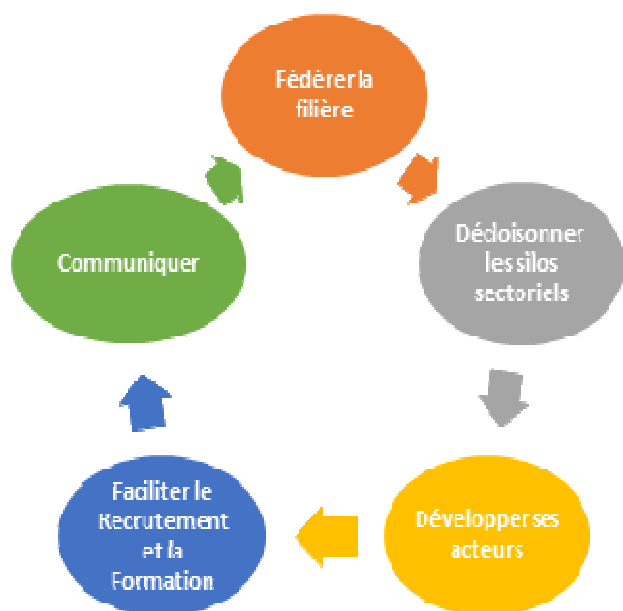 Fédérer la
filière
Décloisonner
les silos
sectoriels
Développer ses
acteurs
Faciliter le
Recrutement
et la
Formation
Communiquer